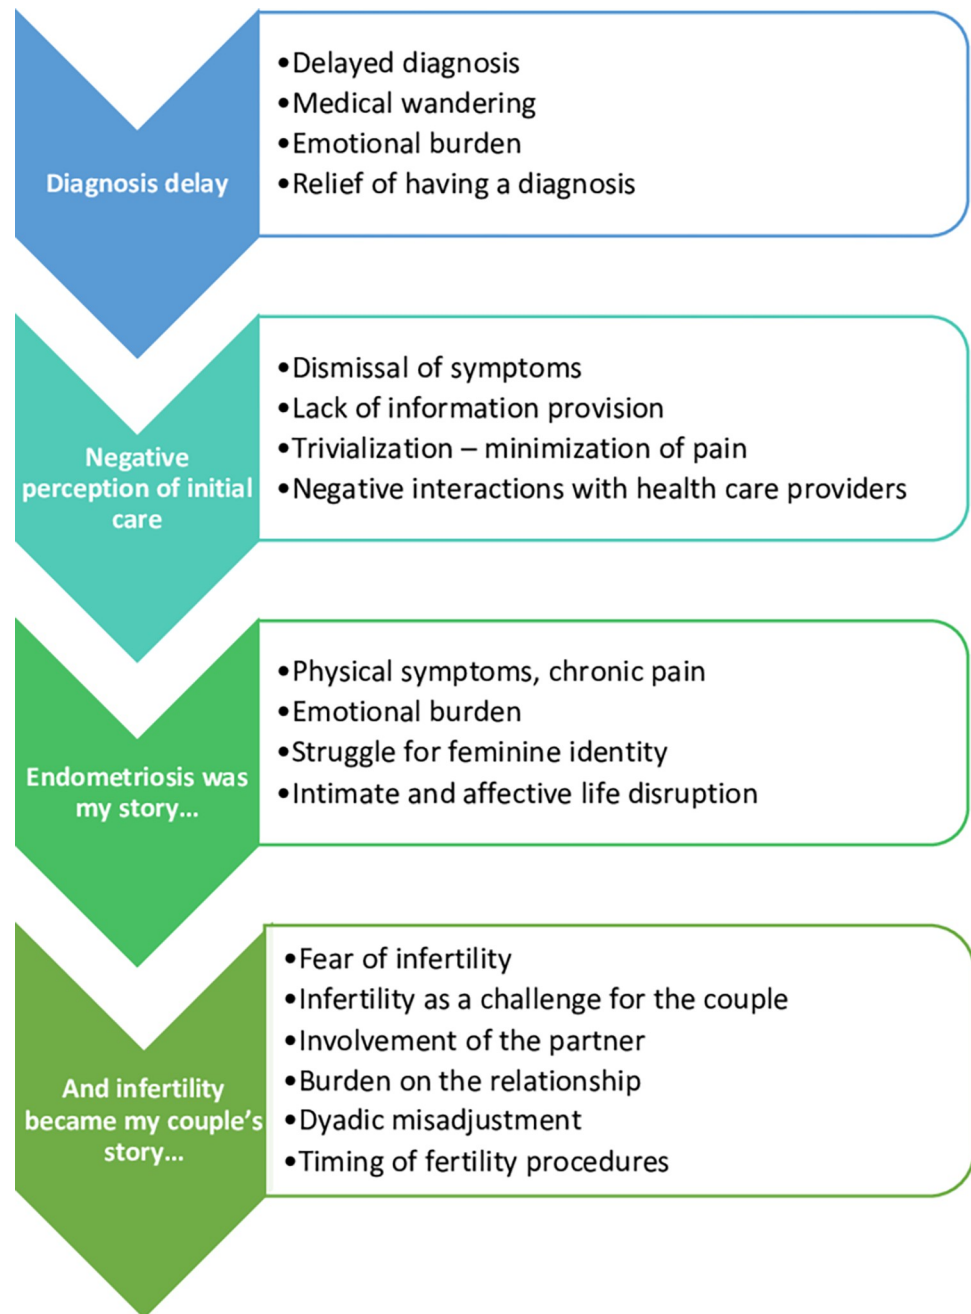 Diagnosis delay
•Delayed diagnosis
•Medical wandering
•Emotional burden
•Relief of having a diagnosis
Negative
perception of initial
care
•Dismissal of symptoms
•Lack of information provision
•Trivialization – minimization of pain
•Negative interactions with health care providers
Endometriosis was
my story...
•Physical symptoms, chronic pain
•Emotional burden
•Struggle for feminine identity
•Intimate and affective life disruption
And infertility
became my couple's
story...
•Fear of infertility
•Infertility as a challenge for the couple
•Involvement of the partner
•Burden on the relationship
•Dyadic misadjustment
•Timing of fertility procedures